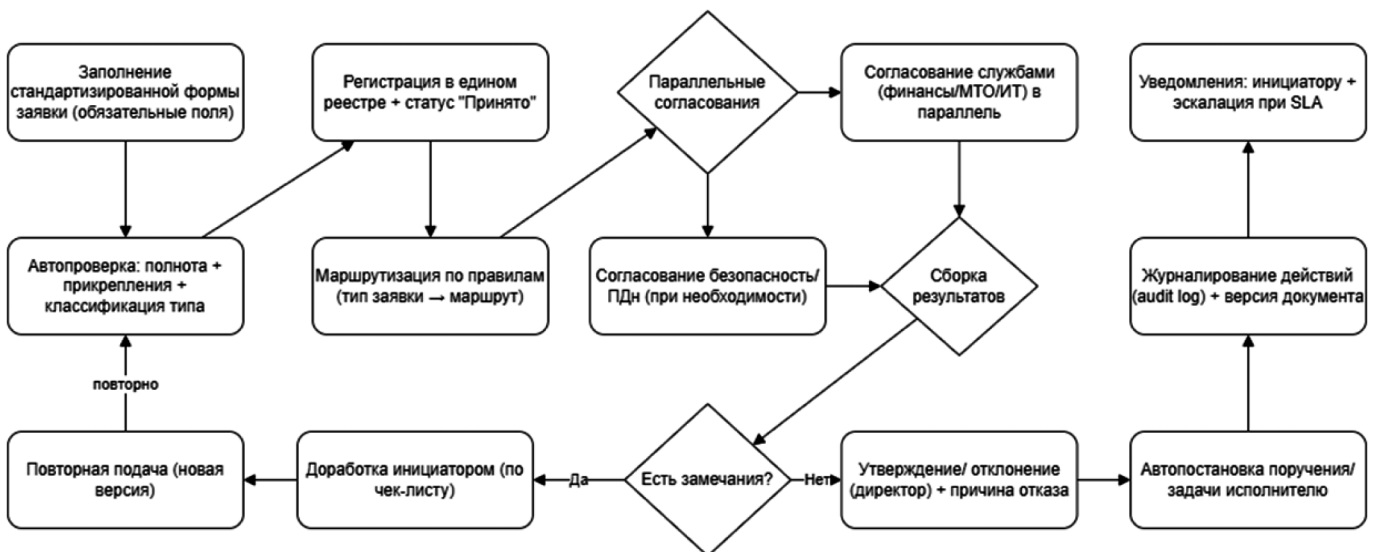 Заполнение
стандартизированной формы
заявки (обязательные поля)
Регистрация в едином
реестре + статус "Принято"
Параллельные
согласования
Согласование службами
(финансы/МТО/ИТ) в
параллель
Уведомления: инициатору +
эскалация при SLA
Автопроверка: полнота +
прикрепления +
классификация типа
Маршрутизация по правилам
(тип заявки → маршрут)
Согласование безопасность/
ПДн (при необходимости)
Сборка
результатов
Журналирование действий
(audit log) + версия документа
повторно
Повторная подача (новая
версия)
Доработка инициатором (по
чек-листу)
Да
Есть замечания?
Нет
Утверждение/ отклонение
(директор) + причина отказа
Автопостановка поручения/
задачи исполнителю